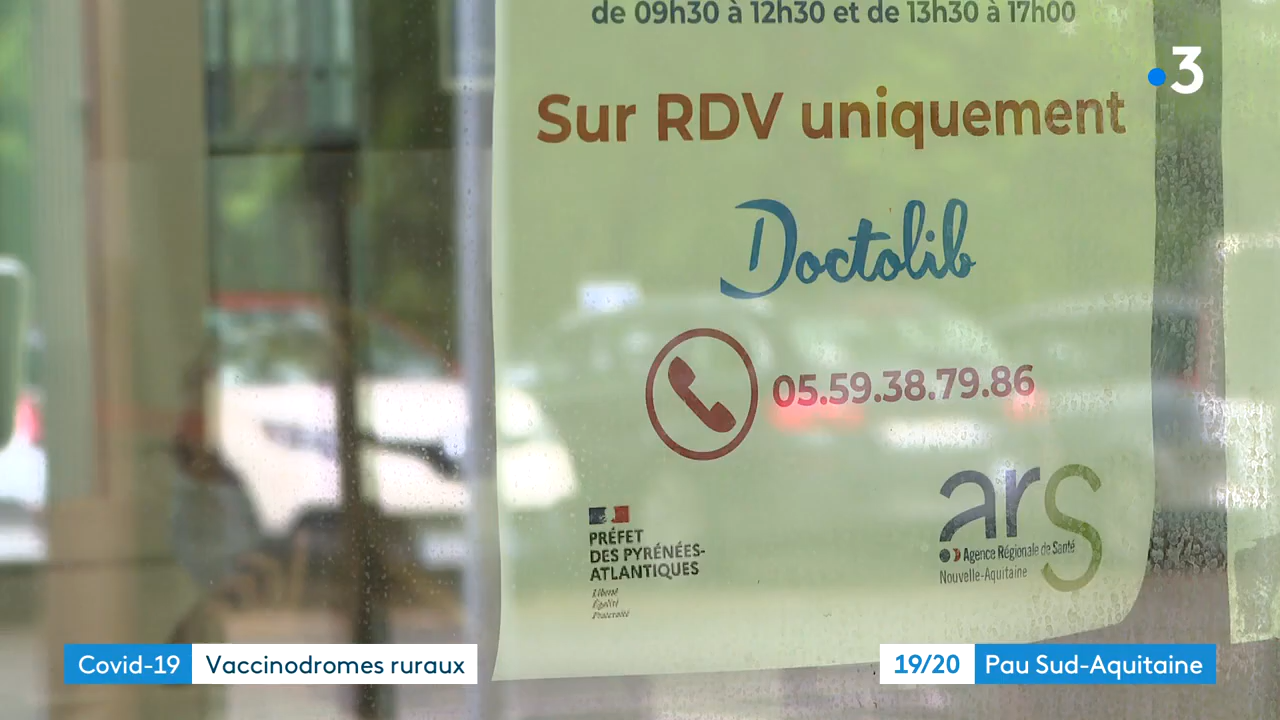 de 09h30 à 12h30 et de 13h30 à 17h00
3
Sur RDV uniquement
Doctolib
05.59.38.79.86
PRÉFET
DES PYRÉNÉES-
ATLANTIQUES
Liberté
Égalité
Fraternité
ars
Agence Régionale de Santé
Nouvelle-Aquitaine
Covid-19 Vaccinodromes ruraux
19/20 Pau Sud-Aquitaine